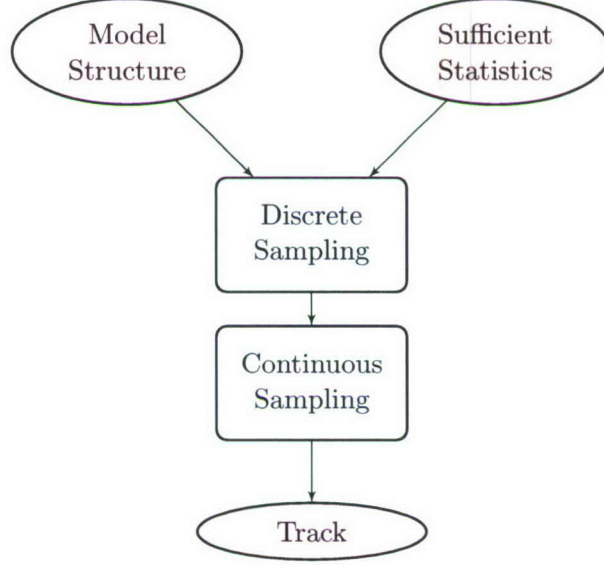 Model
Structure
Sufficient
Statistics
Discrete
Sampling
Continuous
Sampling
Track